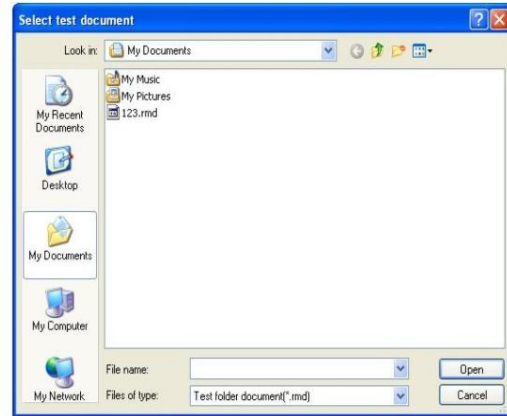 Select test document
Look in: My Documents
My Recent
Documents
Desktop
My Documents
My Computer
My Network
My Music
My Pictures
123.rmd
File name:
Open
Files of type: Test folder document(*.rmd)
Cancel